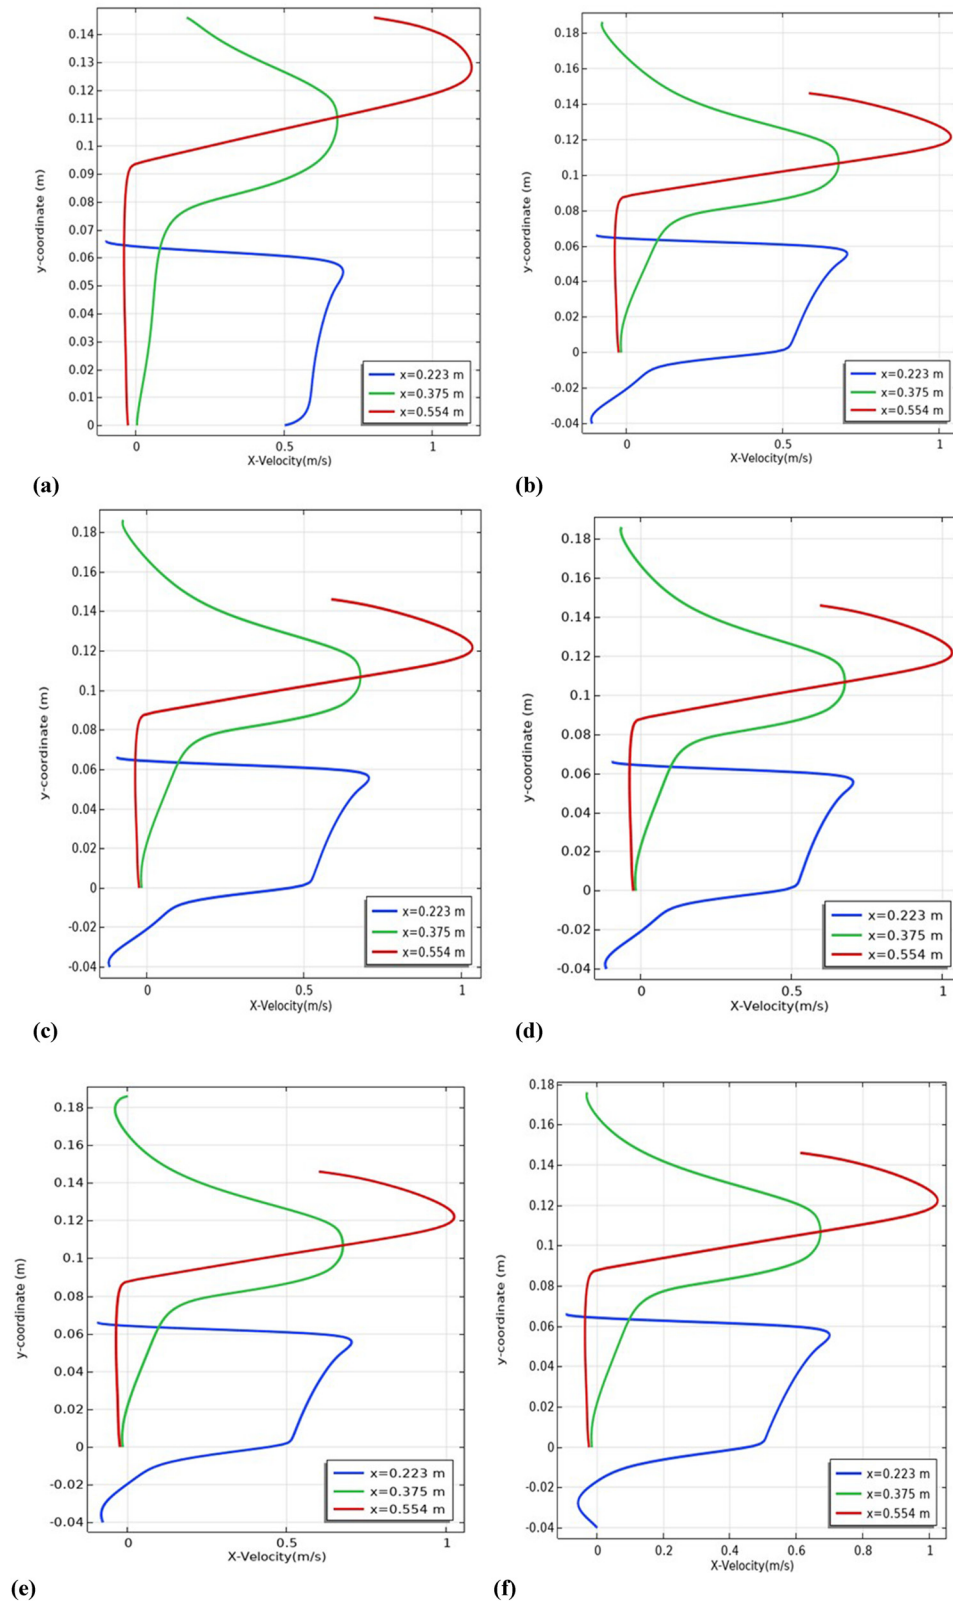 0.14
0.13
0.12
0.11
0.1
0.09
0.08
0.07
0.06
0.05
0.04
0.03
0.02
0.01
0
y-coordinate (m)
x=0.223 m
x=0.375 m
x=0.554 m
0 0.5 1
X-Velocity(m/s)
(a)
0.18
0.16
0.14
0.12
0.1
0.08
0.06
0.04
0.02
0
-0.02
-0.04
y-coordinate (m)
x=0.223 m
x=0.375 m
x=0.554 m
0 0.5 1
X-Velocity(m/s)
(b)
0.18
0.16
0.14
0.12
0.1
0.08
0.06
0.04
0.02
0
-0.02
-0.04
y-coordinate (m)
x=0.223 m
x=0.375 m
x=0.554 m
0 0.5 1
X-Velocity(m/s)
(c)
0.18
0.16
0.14
0.12
0.1
0.08
0.06
0.04
0.02
0
-0.02
-0.04
y-coordinate (m)
x=0.223 m
x=0.375 m
x=0.554 m
0 0.5 1
X-Velocity(m/s)
(d)
0.18
0.16
0.14
0.12
0.1
0.08
0.06
0.04
0.02
0
-0.02
-0.04
y-coordinate (m)
x=0.223 m
x=0.375 m
x=0.554 m
0 0.5 1
X-Velocity(m/s)
(e)
0.18
0.16
0.14
0.12
0.1
0.08
0.06
0.04
0.02
0
-0.02
-0.04
y-coordinate (m)
x=0.223 m
x=0.375 m
x=0.554 m
0 0.2 0.4 0.6 0.8 1
X-Velocity(m/s)
(f)